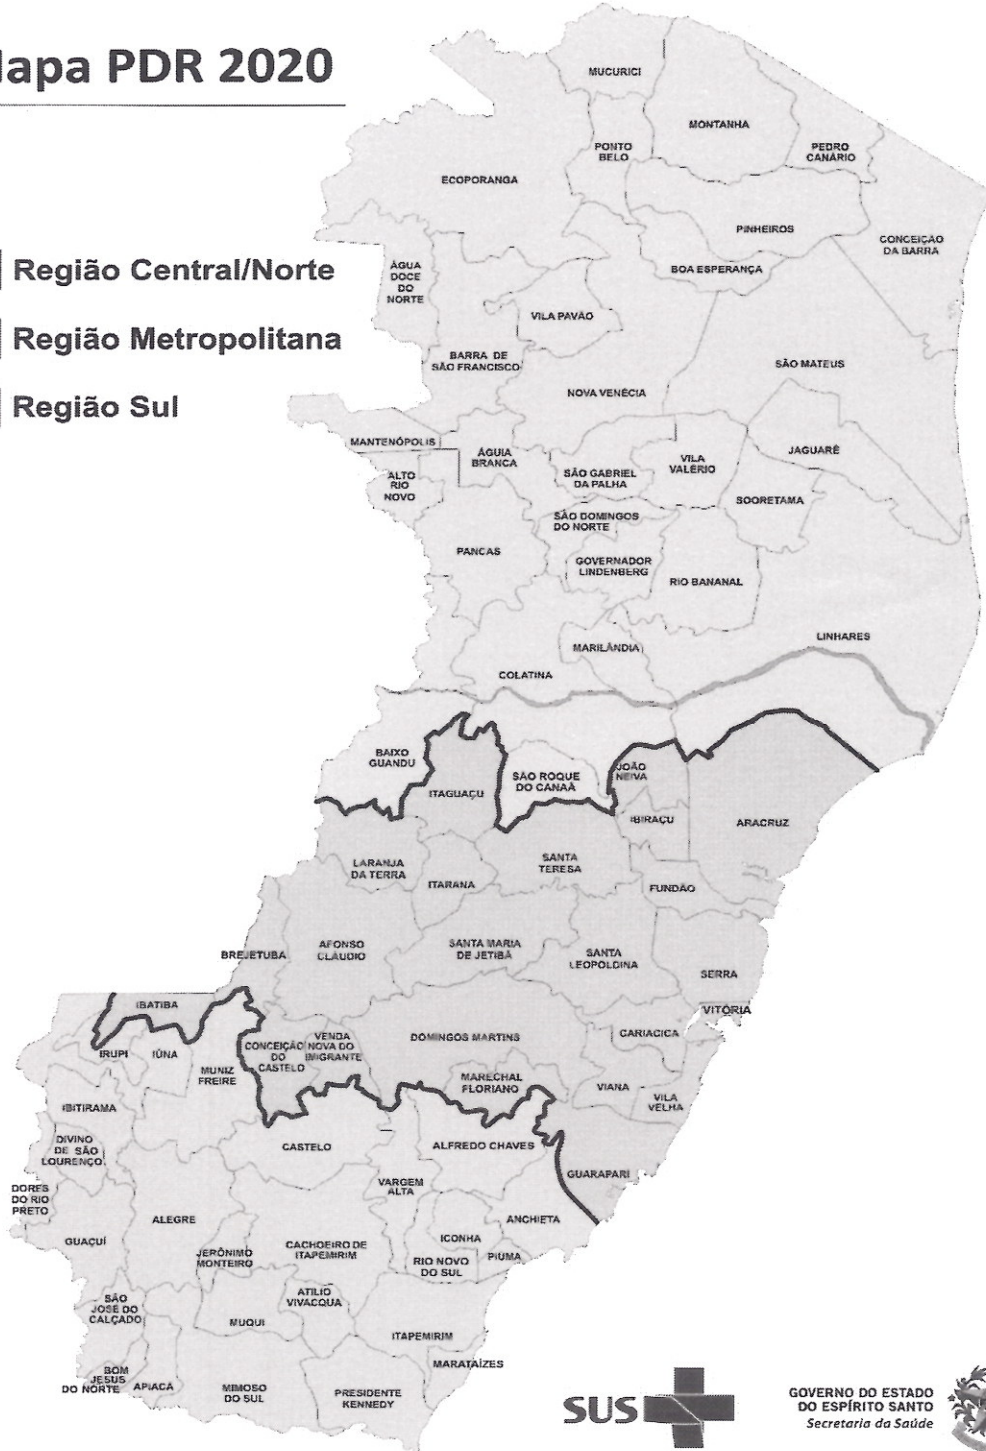 apa PDR 2020
Região Central/Norte
Região Metropolitana
Região Sul
MUCURICI
MONTANHA
PONTO
BELO
PEDRO
CANÁRIO
ECOPORANGA
PINHEIROS
CONCEIÇÃO
DA BARRA
ÁGUA
DOCE
DO
NORTE
BOA ESPERANÇA
VILA PAVÃO
BARRA DE
SÃO FRANCISCO
SÃO MATEUS
NOVA VENÉCIA
MANTENÓPOLIS
ÁGUIA
BRANCA
VILA
VALÉRIO
JAGUARÉ
ALTO
RIO
NOVO
SÃO GABRIEL
DA PALHA
SOORETAMA
SÃO DOMINGOS
DO NORTE
PANCAS
GOVERNADOR
LINDENBERG
RIO BANANAL
LINHARES
MARILÂNDIA
COLATINA
BAIXO
GUANDU
JOÃO
NEIVA
ITAGUAÇU
SÃO ROQUE
DO CANAÃ
IBIRAÇU
ARACRUZ
LARANJA
DA TERRA
SANTA
TERESA
ITARANA
FUNDÃO
BREJETUBA
AFONSO
CLÁUDIO
SANTA MARIA
DE JETIBÁ
SANTA
LEOPOLDINA
SERRA
IBATIBA
VITÓRIA
CARIACICA
DOMINGOS MARTINS
VENDA
NOVA DO
IMIGRANTE
CONCEIÇÃO
DO
CASTELO
IRUPI
IÚNA
MUNIZ
FREIRE
MARECHAL
FLORIANO
VIANA
VILA
VELHA
IBITIRAMA
DIVINO
DE SÃO
LOURENÇO
CASTELO
ALFREDO CHAVES
GUARAPARI
DORES
DO RIO
PRETO
VARGEM
ALTA
ALEGRE
ANCHIETA
GUAÇUÍ
ICONHA
CACHOEIRO DE
ITAPEMIRIM
JERÔNIMO
MONTEIRO
PIUMA
RIO NOVO
DO SUL
SÃO
JOSÉ DO
CALÇADO
ATILIO
VIVACQUA
MUQUI
ITAPEMIRIM
MARATAÍZES
BOM
JESUS
DO NORTE
APIACÁ
MIMOSO
DO SUL
PRESIDENTE
KENNEDY
SUS
GOVERNO DO ESTADO
DO ESPÍRITO SANTO
Secretaria da Saúde